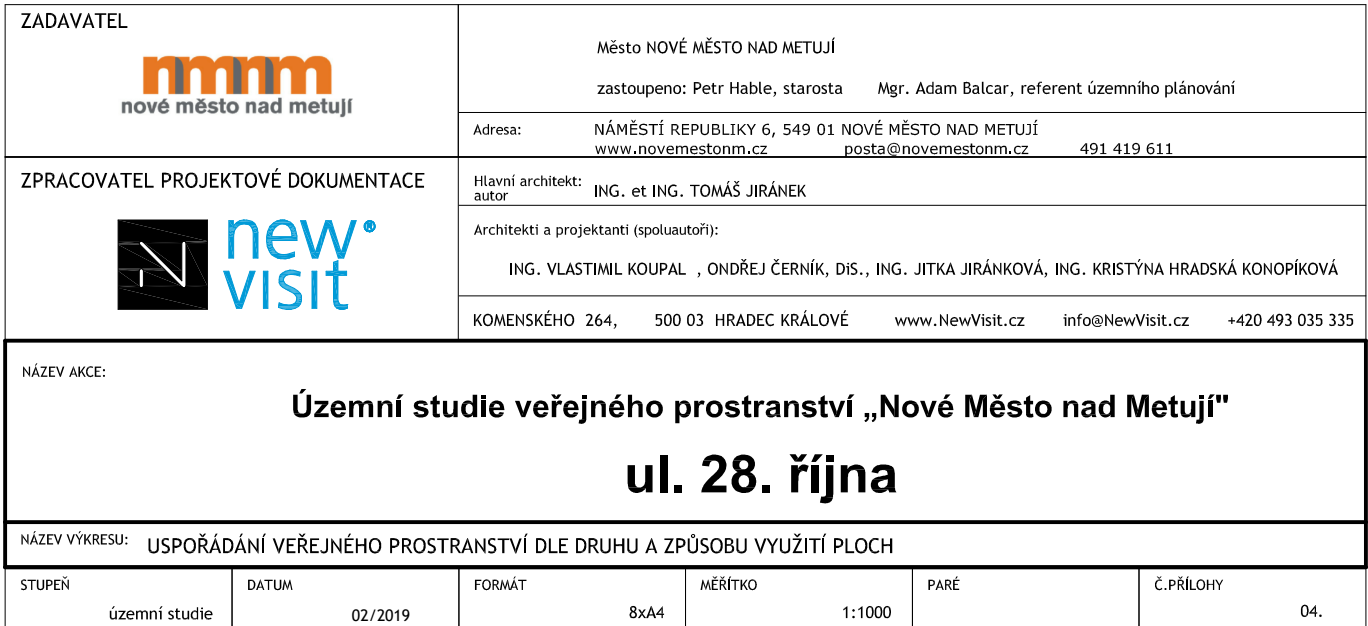 ZADAVATEL
nmnm
nové město nad metují
Město NOVÉ MĚSTO NAD METUJÍ
zastoupeno: Petr Hable, starosta Mgr. Adam Balcar, referent územního plánování
Adresa: NÁMĚSTÍ REPUBLIKY 6, 549 01 NOVÉ MĚSTO NAD METUJÍ
www.novemestonm.cz posta@novemestonm.cz 491 419 611
ZPRACOVATEL PROJEKTOVÉ DOKUMENTACE
N new®
visit
Hlavní architekt:
autor ING. et ING. TOMÁŠ JIRÁNEK
Architekti a projektanti (spoluautoři):
ING. VLASTIMIL KOUPAL , ONDŘEJ ČERNÍK, DiS., ING. JITKA JIRÁNKOVÁ, ING. KRISTÝNA HRADSKÁ KONOPÍKOVÁ
KOMENSKÉHO 264, 500 03 HRADEC KRÁLOVÉ www.NewVisit.cz info@NewVisit.cz +420 493 035 335
NÁZEV AKCE:
Územní studie veřejného prostranství „Nové Město nad Metují"
ul. 28. října
NÁZEV VÝKRESU: USPOŘÁDÁNÍ VEŘEJNÉHO PROSTRANSTVÍ DLE DRUHU A ZPŮSOBU VYUŽITÍ PLOCH
STUPEŇ DATUM FORMÁT MĚŘÍTKO PARÉ Č.PŘÍLOHY
územní studie 02/2019 8xA4 1:1000 04.